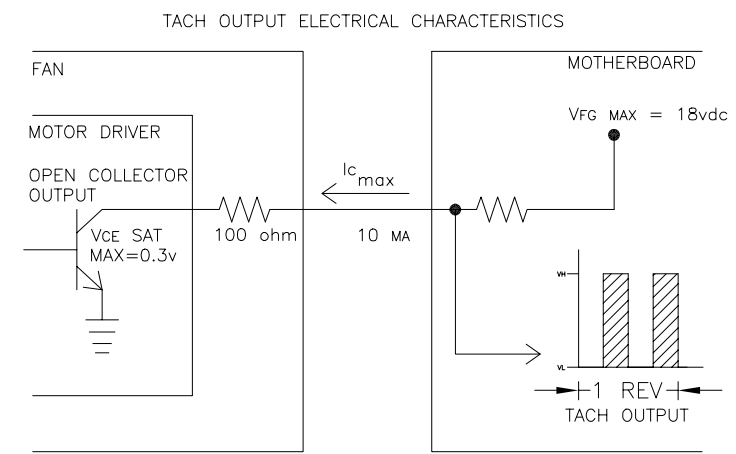 TACH OUTPUT ELECTRICAL CHARACTERISTICS
FAN
MOTHERBOARD
MOTOR DRIVER
VFG MAX = 18vdc
OPEN COLLECTOR
OUTPUT
Ic max
VCE SAT
MAX=0.3v
100 ohm
10 MA
VH
VL
1 REV
TACH OUTPUT